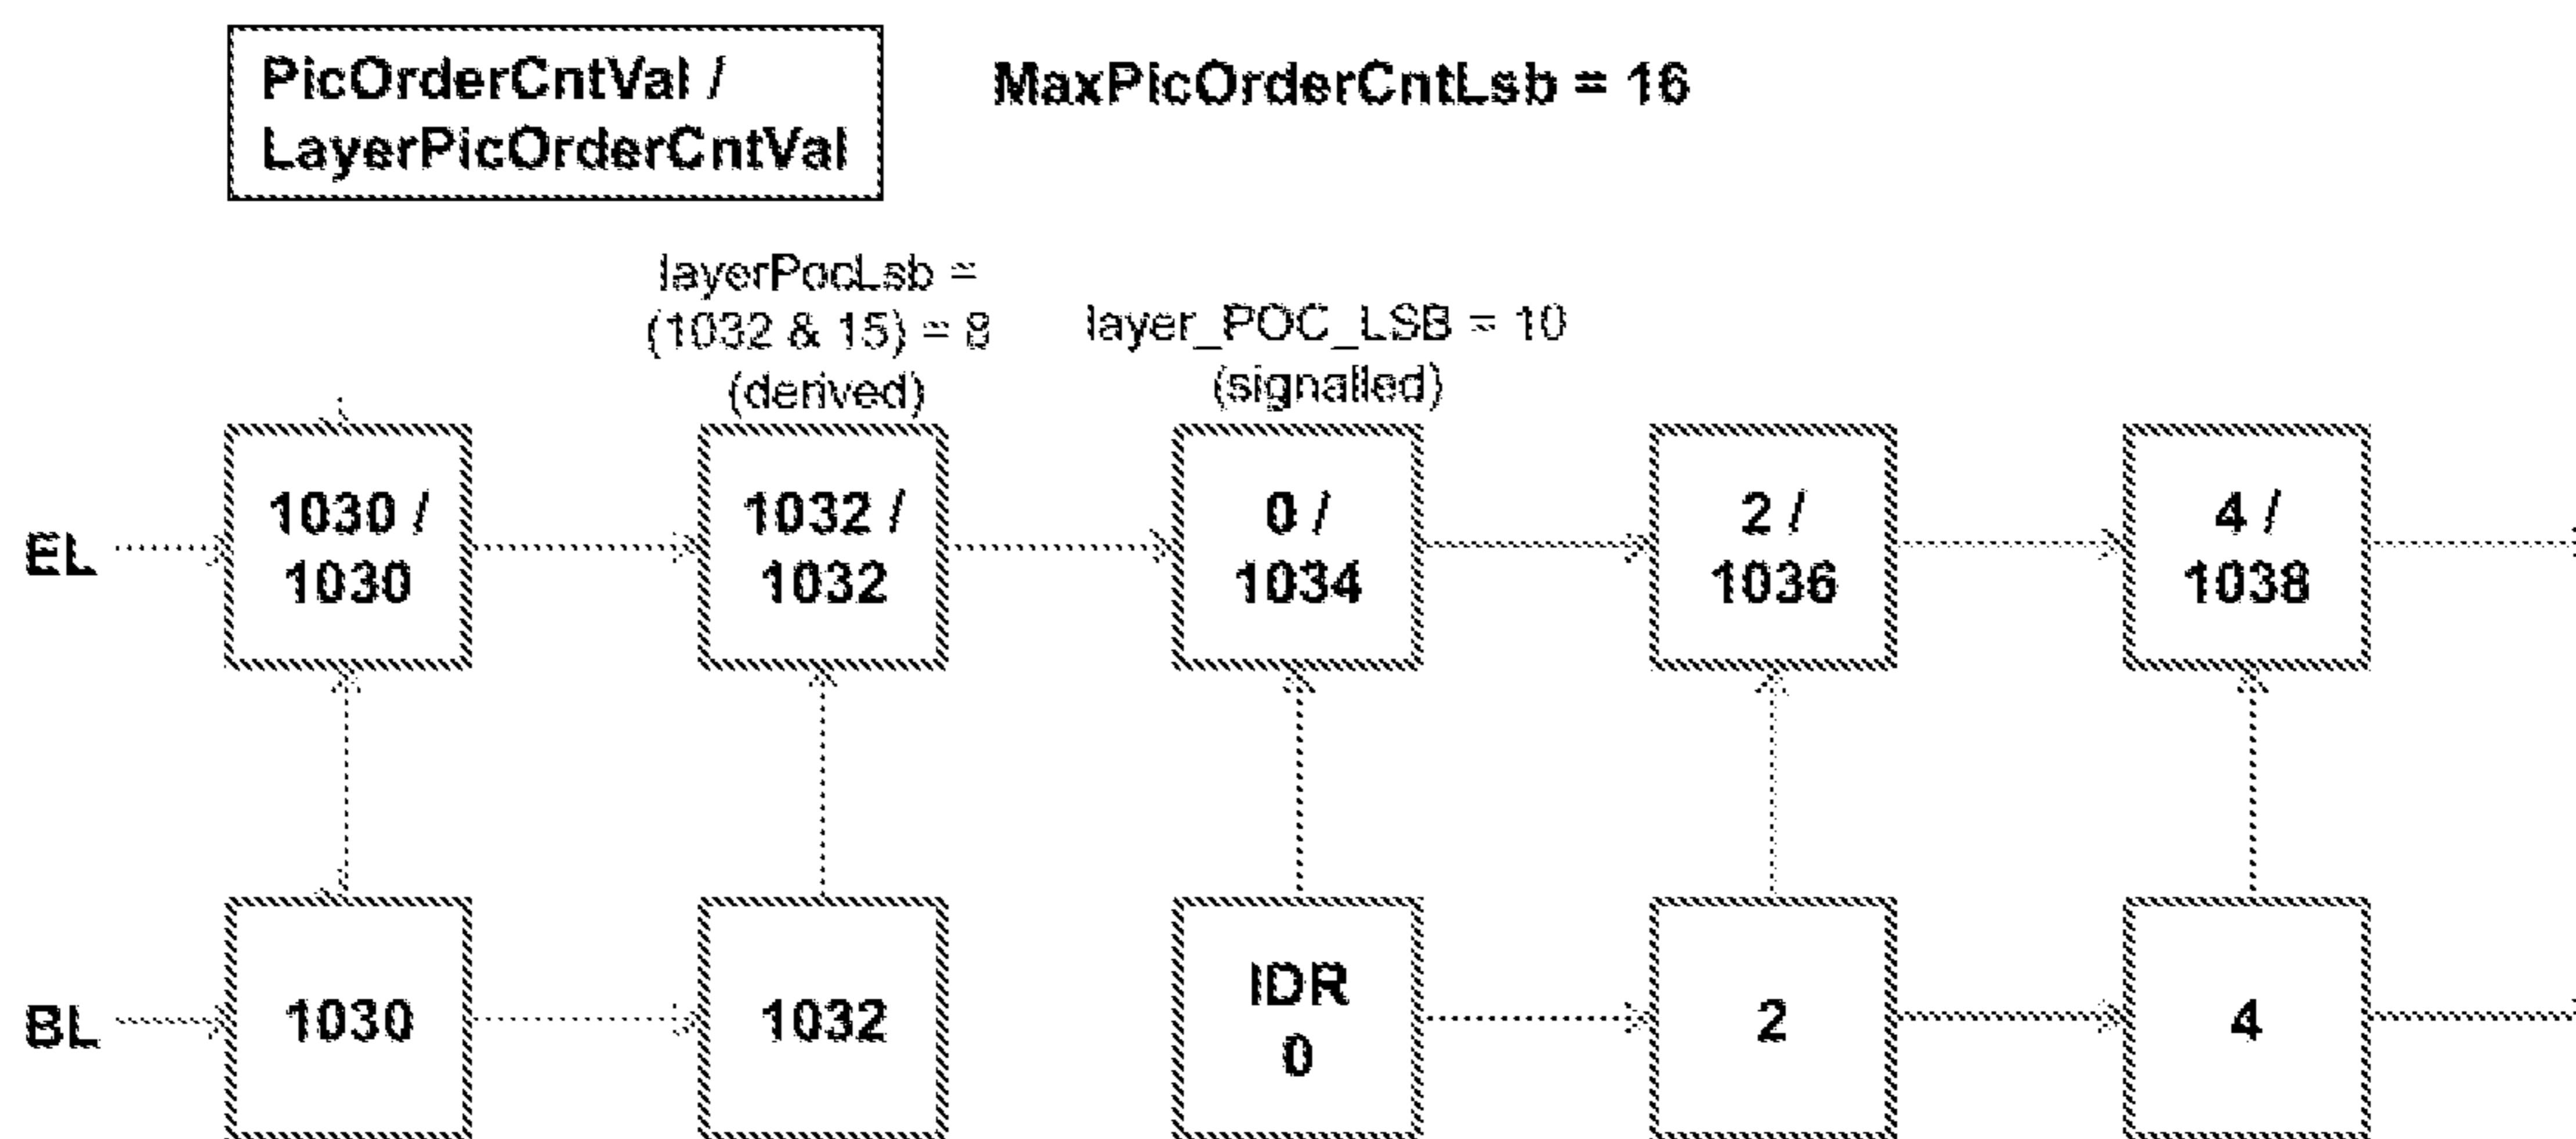 PicOrderCntVal /
LayerPicOrderCntVal
MaxPicOrderCntLsb = 16
layerPocLsb =
(1032 & 15) = 8
(derived)
layer_POC_LSB = 10
(signalled)
EL
1030 /
1030
1032 /
1032
0 /
1034
2 /
1036
4 /
1038
BL
1030
1032
IDR
0
2
4